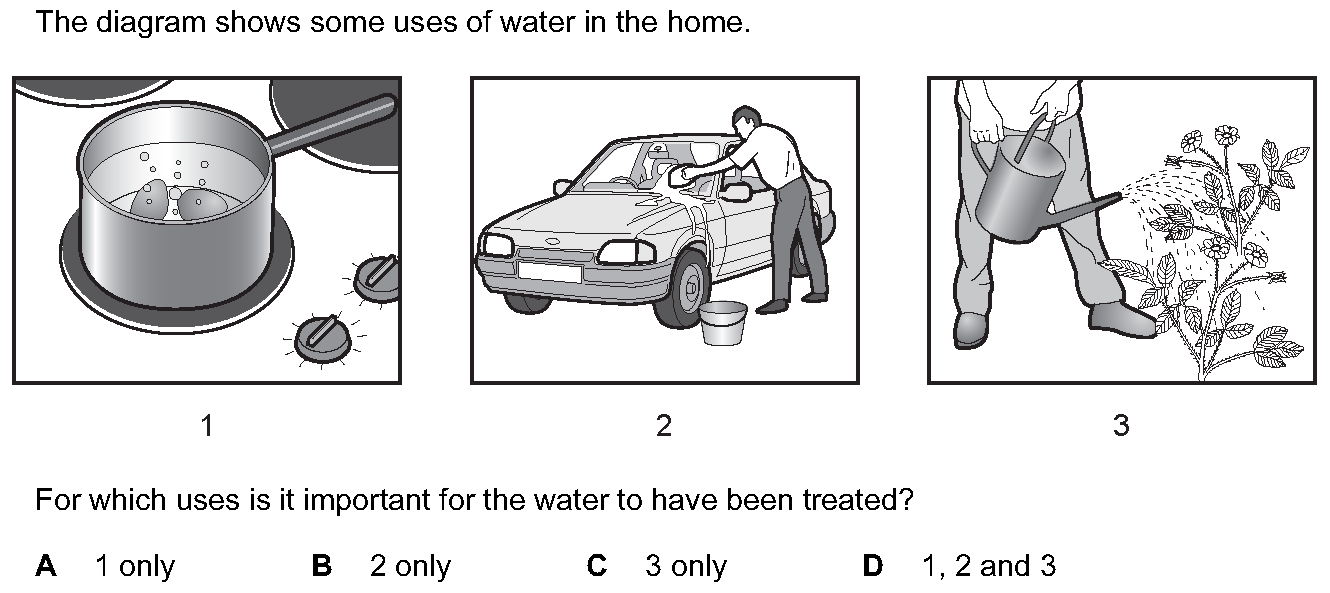 The diagram shows some uses of water in the home.
1 2 3
For which uses is it important for the water to have been treated?
A 1 only B 2 only C 3 only D 1, 2 and 3